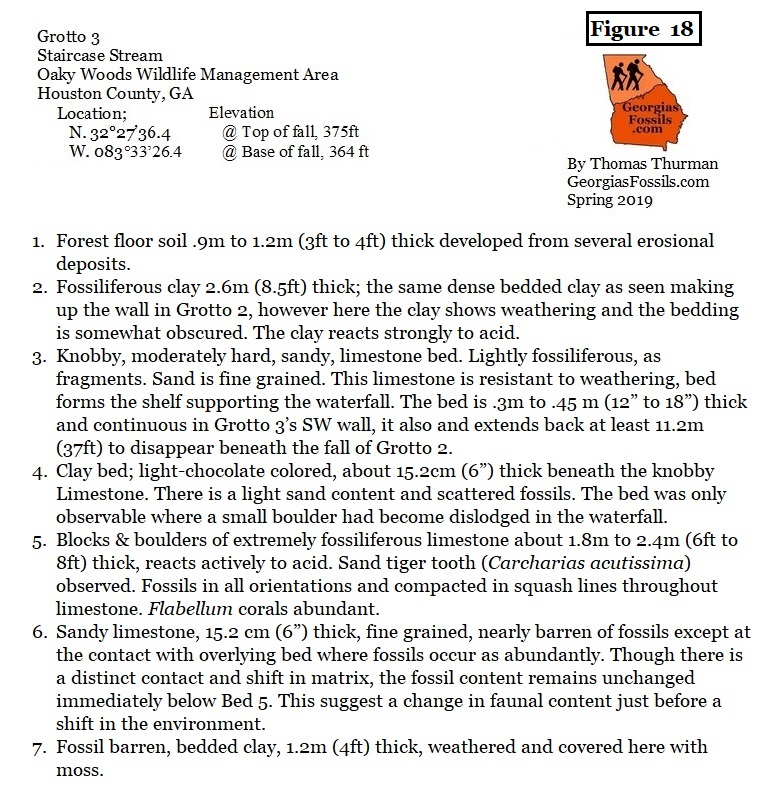 Figure 18
Grotto 3
Staircase Stream
Oaky Woods Wildlife Management Area
Houston County, GA
Location; Elevation
N. 32°27'36.4 @ Top of fall, 375ft
W. 083°33'26.4 @ Base of fall, 364 ft
Georgias
Fossils
.com
By Thomas Thurman
GeorgiasFossils.com
Spring 2019
1. Forest floor soil .9m to 1.2m (3ft to 4ft) thick developed from several erosional
deposits.
2. Fossiliferous clay 2.6m (8.5ft) thick; the same dense bedded clay as seen making
up the wall in Grotto 2, however here the clay shows weathering and the bedding
is somewhat obscured. The clay reacts strongly to acid.
3. Knobby, moderately hard, sandy, limestone bed. Lightly fossiliferous, as
fragments. Sand is fine grained. This limestone is resistant to weathering, bed
forms the shelf supporting the waterfall. The bed is .3m to .45 m (12” to 18”) thick
and continuous in Grotto 3’s SW wall, it also and extends back at least 11.2m
(37ft) to disappear beneath the fall of Grotto 2.
4. Clay bed; light-chocolate colored, about 15.2cm (6”) thick beneath the knobby
Limestone. There is a light sand content and scattered fossils. The bed was only
observable where a small boulder had become dislodged in the waterfall.
5. Blocks & boulders of extremely fossiliferous limestone about 1.8m to 2.4m (6ft to
8ft) thick, reacts actively to acid. Sand tiger tooth (Carcharias acutissima)
observed. Fossils in all orientations and compacted in squash lines throughout
limestone. Flabellum corals abundant.
6. Sandy limestone, 15.2 cm (6”) thick, fine grained, nearly barren of fossils except at
the contact with overlying bed where fossils occur as abundantly. Though there is
a distinct contact and shift in matrix, the fossil content remains unchanged
immediately below Bed 5. This suggest a change in faunal content just before a
shift in the environment.
7. Fossil barren, bedded clay, 1.2m (4ft) thick, weathered and covered here with
moss.